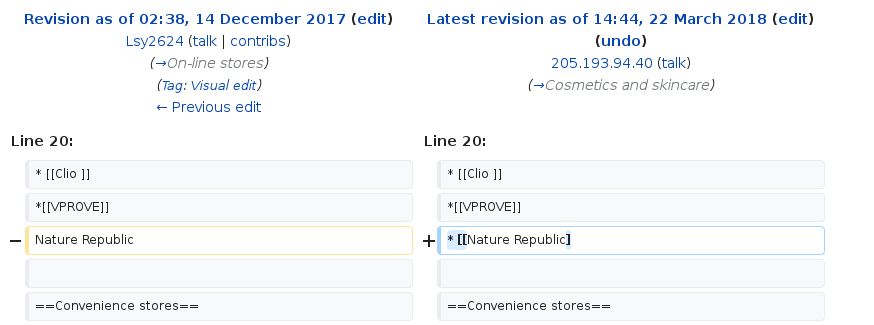 Revision as of 02:38, 14 December 2017 (edit)
Lsy2624 (talk | contribs)
(→On-line stores)
(Tag: Visual edit)
← Previous edit
Latest revision as of 14:44, 22 March 2018 (edit)
(undo)
205.193.94.40 (talk)
(→Cosmetics and skincare)
Line 20:
Line 20:
* [[Clio ]]
* [[Clio ]]
*[[VPROVE]]
*[[VPROVE]]
− Nature Republic
+ * [[Nature Republic]
==Convenience stores==
==Convenience stores==